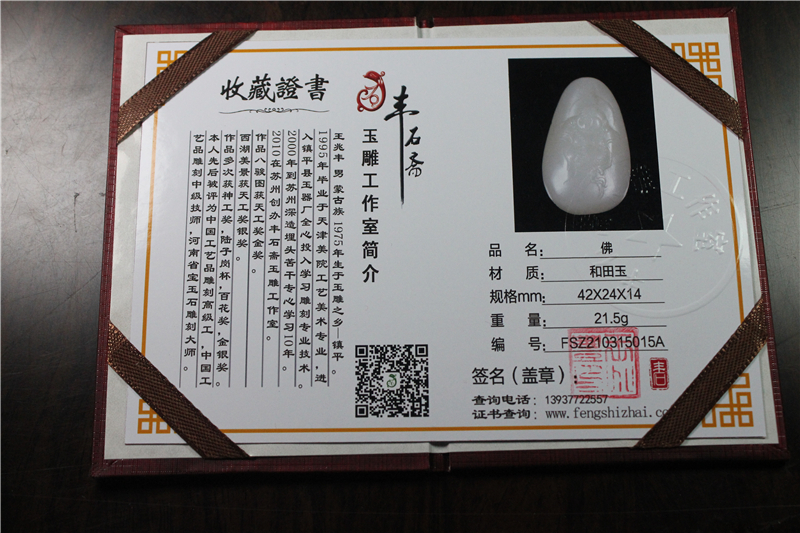 收藏證書
丰石斋
玉雕工作室简介
王兆丰 男 蒙古族 1975年生于玉雕之乡—镇平。
1995年毕业于天津美院工艺美术专业，进
入镇平县玉器厂全心投入学习雕刻专业技术。
2000年到苏州深造埋头苦干专心学习10年。
2010在苏州创办丰石斋玉雕工作室。
作品八骏图获天工奖金奖。
西湖美景获天工奖银奖。
作品多次获神工奖，陆子岗杯，百花奖，金银奖。
本人先后被评为中国工艺品雕刻高级工，中国工
艺品雕刻中级技师，河南省宝玉石雕刻大师。
品 名： 佛
材 质： 和田玉
规格mm： 42X24X14
重 量： 21.5g
编 号： FSZ210315015A
签名（盖章）：
查询电话：13937722557
证书查询：www.fengshizhai.co